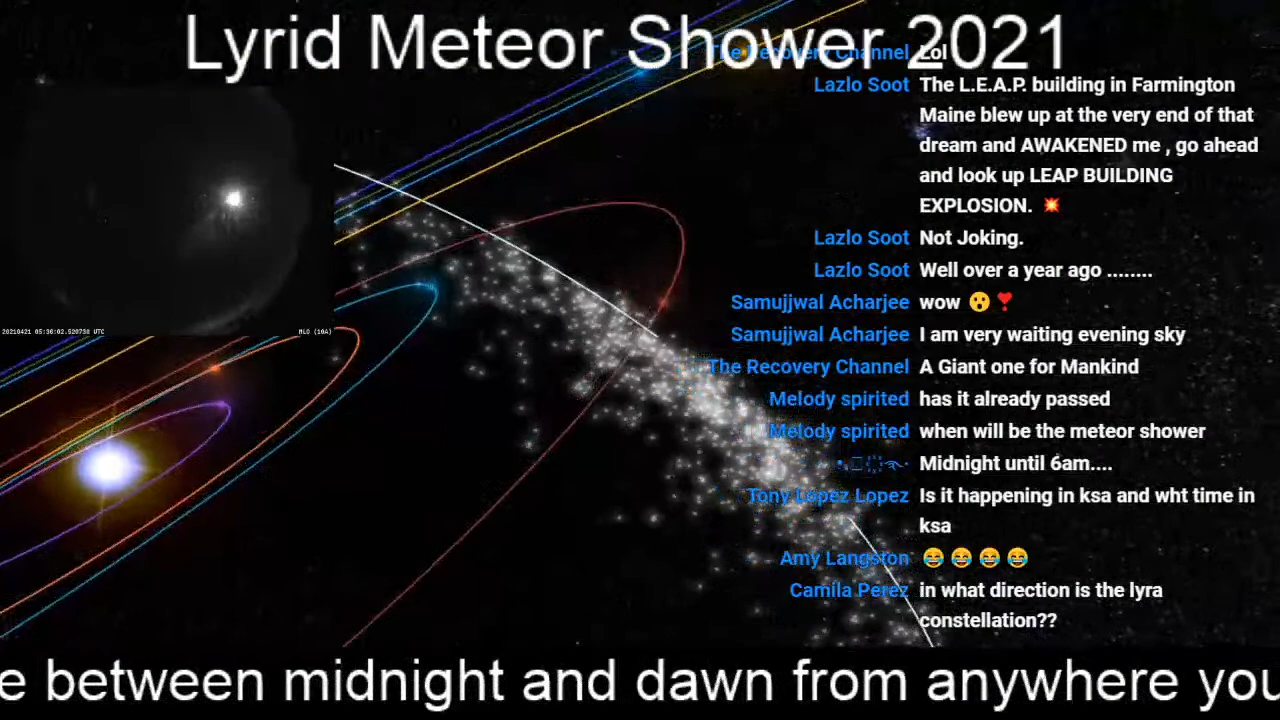 Lyrid Meteor Shower 2021
The Recovery Channel Lol
Lazlo Soot The L.E.A.P. building in Farmington
Maine blew up at the very end of that
dream and AWAKENED me , go ahead
and look up LEAP BUILDING
EXPLOSION. 💥
Lazlo Soot Not Joking.
Lazlo Soot Well over a year ago ........
Samujjwal Acharjee wow 😮❣
Samujjwal Acharjee I am very waiting evening sky
The Recovery Channel A Giant one for Mankind
Melody spirited has it already passed
Melody spirited when will be the meteor shower
Midnight until 6am....
Tony Lopez Lopez Is it happening in ksa and wht time in
ksa
Amy Langston 😂😂😂😂
Camila Perez in what direction is the lyra
constellation??
MLO (10A)
e between midnight and dawn from anywhere you